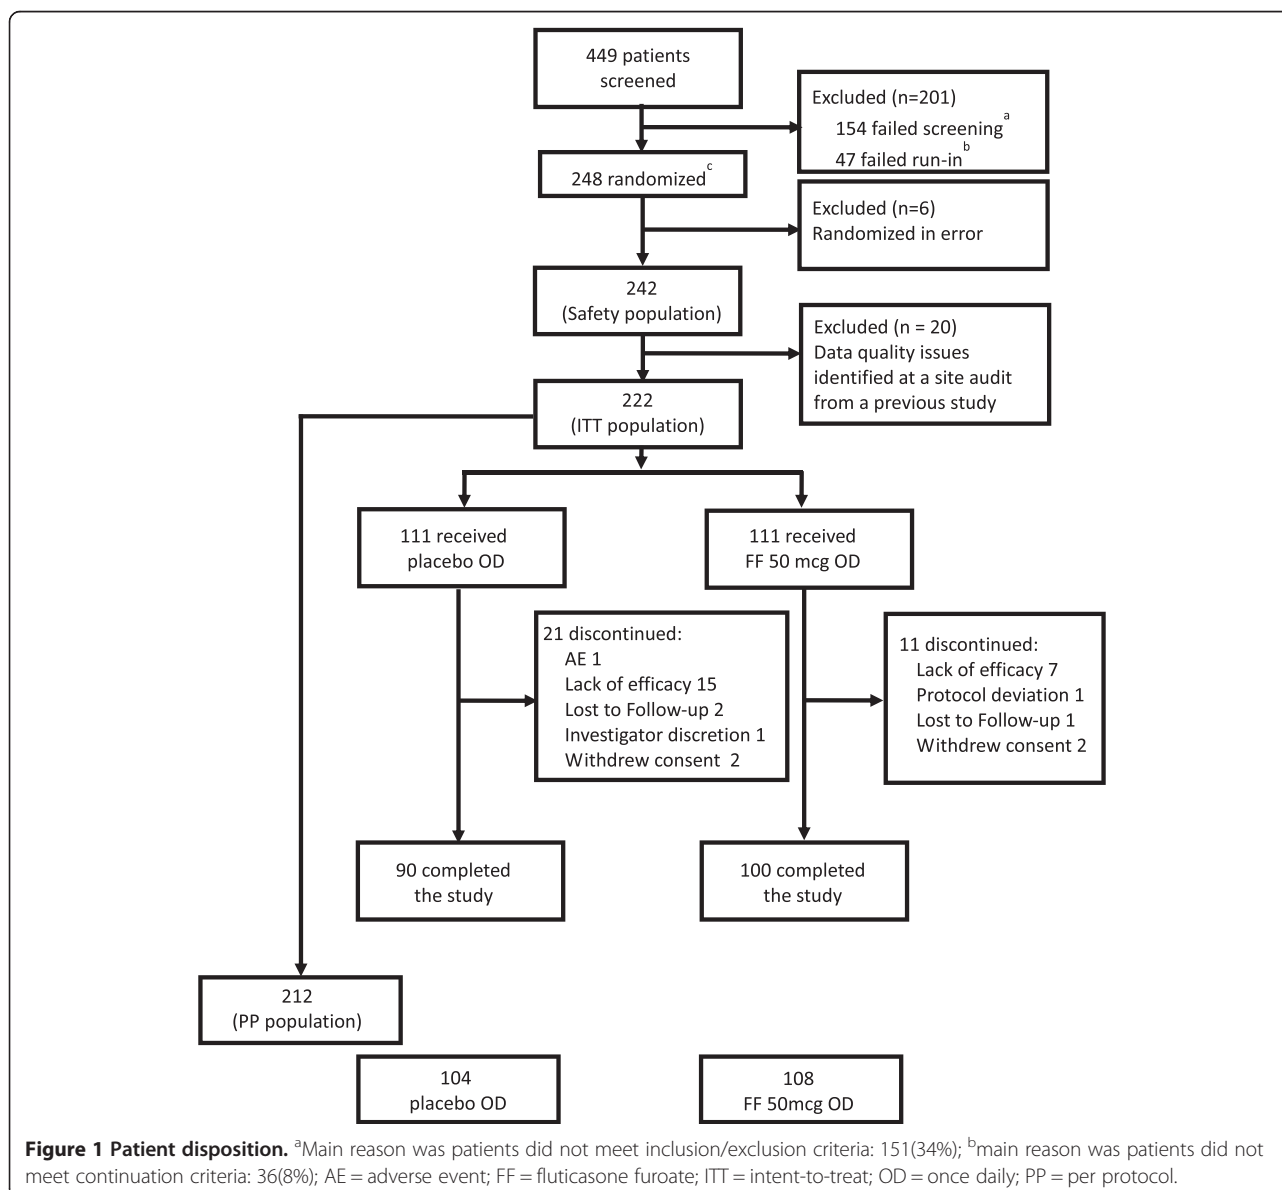 449 patients
screened
Excluded (n=201)
154 failed screeninga
47 failed run-inb
248 randomizedc
Excluded (n=6)
Randomized in error
242
(Safety population)
Excluded (n = 20)
Data quality issues
identified at a site audit
from a previous study
222
(ITT population)
111 received
placebo OD
111 received
FF 50 mcg OD
21 discontinued:
AE 1
Lack of efficacy 15
Lost to Follow-up 2
Investigator discretion 1
Withdrew consent 2
11 discontinued:
Lack of efficacy 7
Protocol deviation 1
Lost to Follow-up 1
Withdrew consent 2
90 completed
the study
100 completed
the study
212
(PP population)
104
placebo OD
108
FF 50mcg OD
Figure 1 Patient disposition. aMain reason was patients did not meet inclusion/exclusion criteria: 151(34%); bmain reason was patients did not
meet continuation criteria: 36(8%); AE = adverse event; FF = fluticasone furoate; ITT = intent-to-treat; OD = once daily; PP = per protocol.